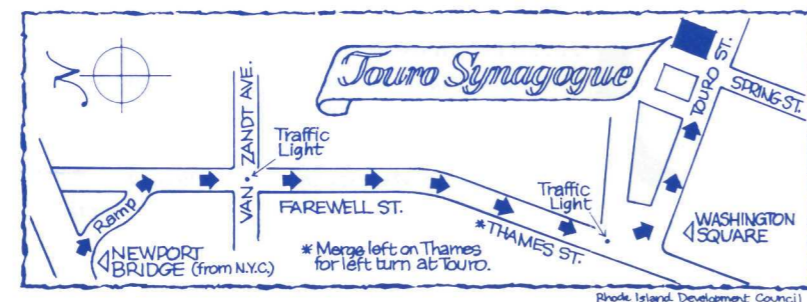 N
Touro Synagogue
TOURO ST.
SPRING ST.
VAN ZANDT AVE.
Traffic
Light
Ramp
FAREWELL ST.
Traffic
Light
*THAMES ST.
WASHINGTON
SQUARE
NEWPORT
BRIDGE (from N.Y.C.)
* Merge left on Thames
for left turn at Touro.
Rhode Island Development Council